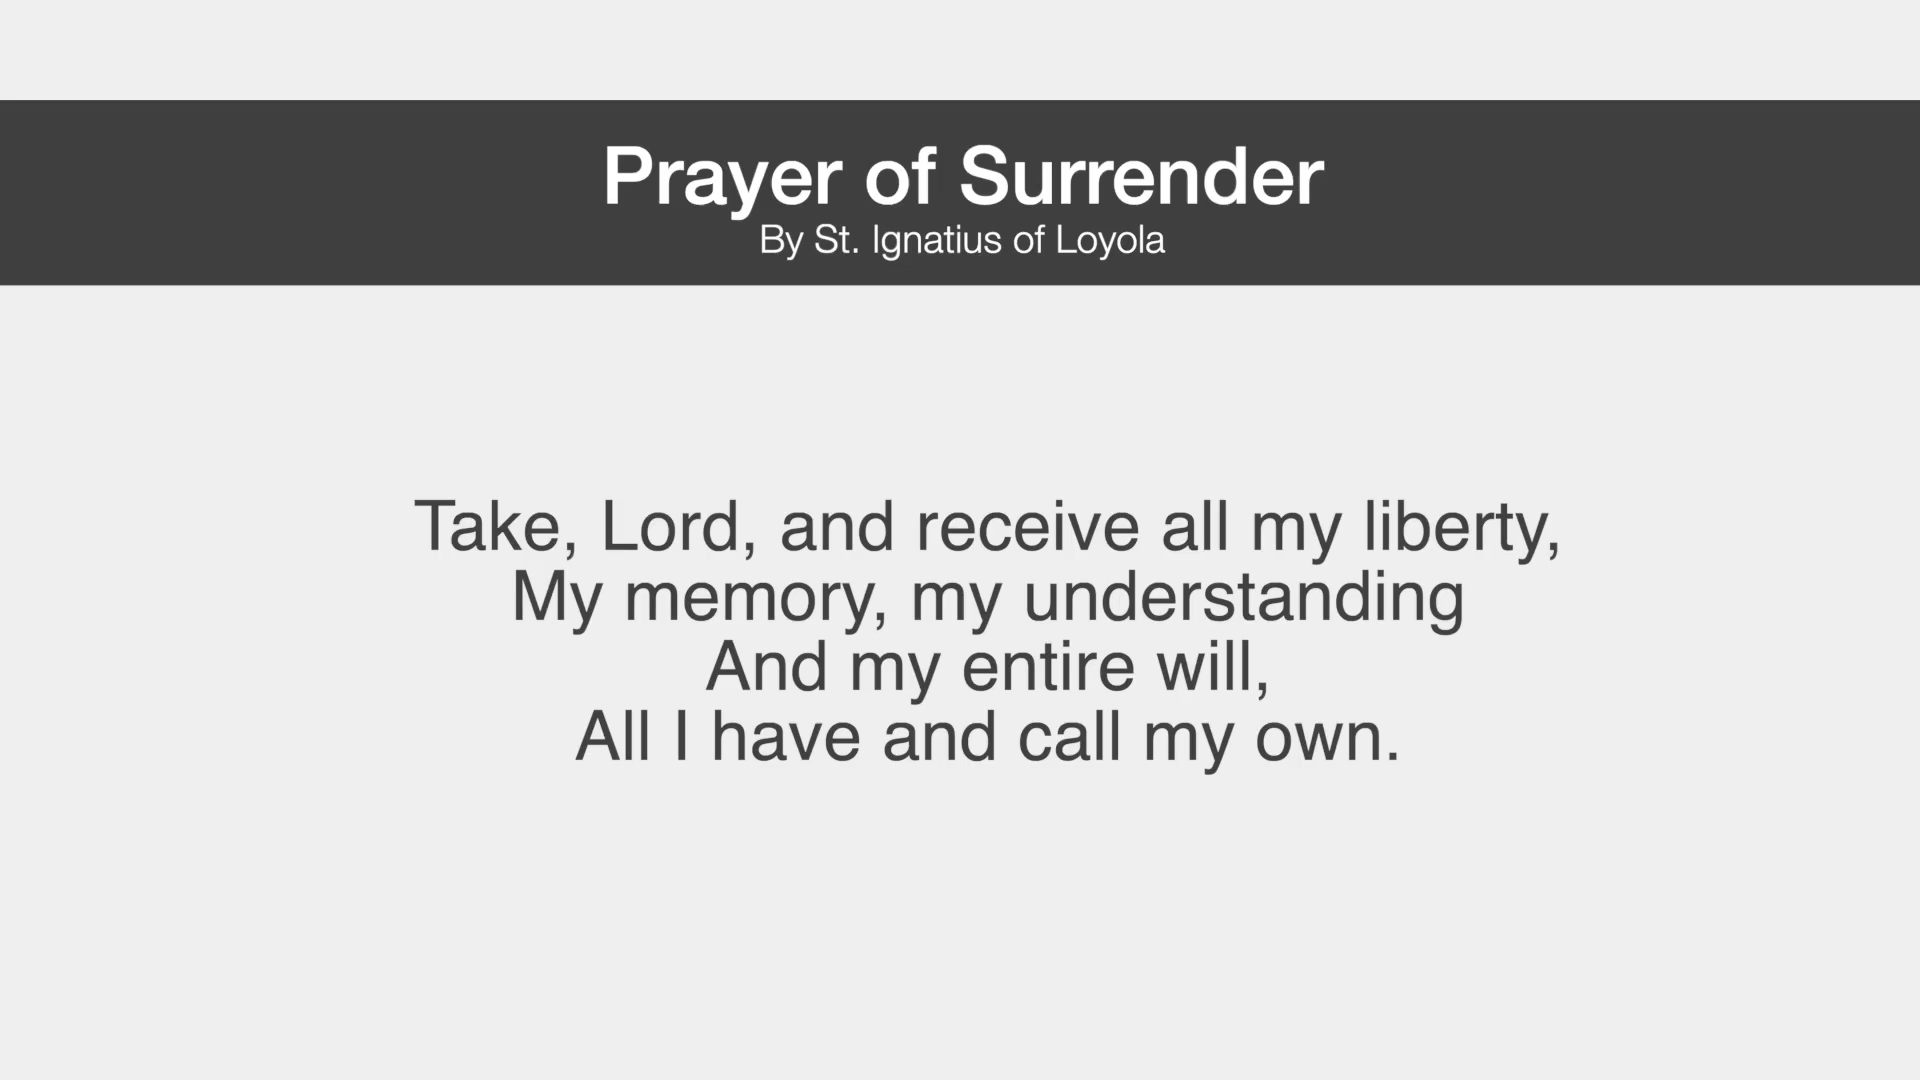 Prayer of Surrender
By St. Ignatius of Loyola
Take, Lord, and receive all my liberty,
My memory, my understanding
And my entire will,
All I have and call my own.